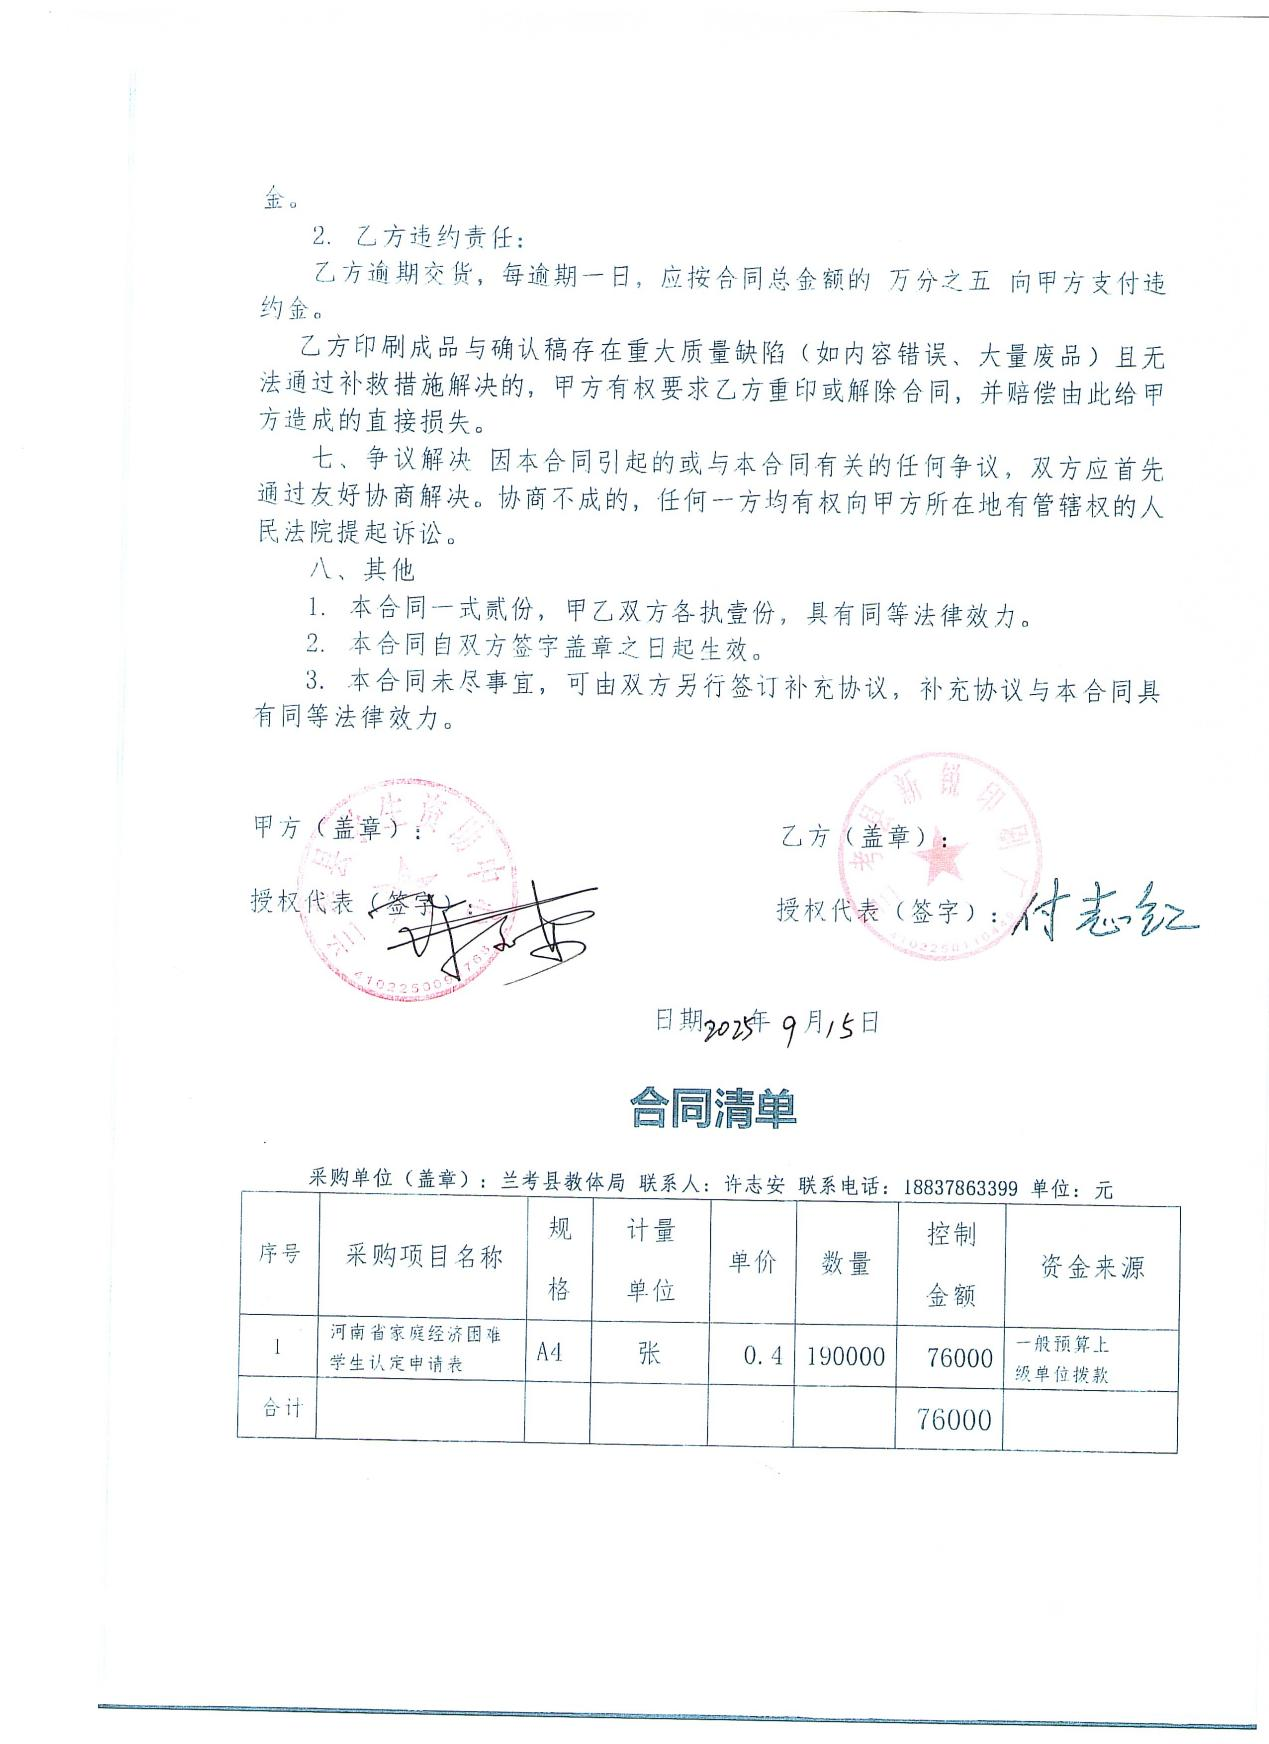 金。
2. 乙方违约责任：
乙方逾期交货，每逾期一日，应按合同总金额的 万分之五 向甲方支付违
约金。
乙方印刷成品与确认稿存在重大质量缺陷（如内容错误、大量废品）且无
法通过补救措施解决的，甲方有权要求乙方重印或解除合同，并赔偿由此给甲
方造成的直接损失。
七、争议解决 因本合同引起的或与本合同有关的任何争议，双方应首先
通过友好协商解决。协商不成的，任何一方均有权向甲方所在地有管辖权的人
民法院提起诉讼。
八、其他
1. 本合同一式贰份，甲乙双方各执壹份，具有同等法律效力。
2. 本合同自双方签字盖章之日起生效。
3. 本合同未尽事宜，可由双方另行签订补充协议，补充协议与本合同具
有同等法律效力。
甲方（盖章）：
乙方（盖章）：
兰考县新锐印刷厂
授权代表（签字）：
授权代表（签字）：付志红
日期2025年9月15日
合同清单
采购单位（盖章）：兰考县教体局 联系人：许志安 联系电话：18837863399 单位：元
序号 采购项目名称 规格 计量单位 单价 数量 控制金额 资金来源
1 河南省家庭经济困难学生认定申请表 A4 张 0.4 190000 76000 一般预算上级单位拨款
合计 76000